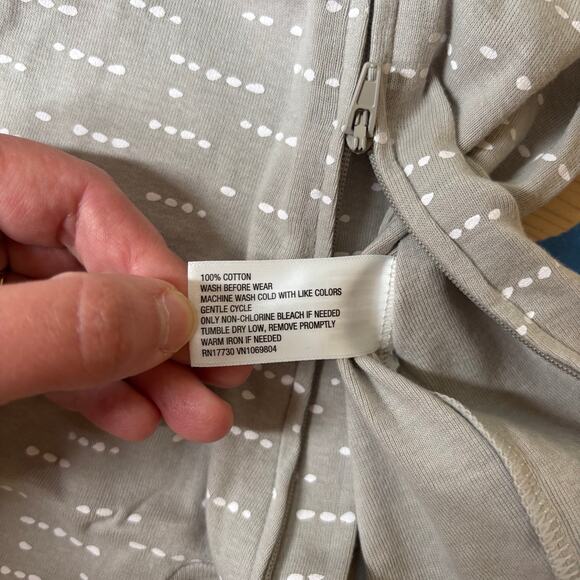 100% COTTON
WASH BEFORE WEAR
MACHINE WASH COLD WITH LIKE COLORS
GENTLE CYCLE
ONLY NON-CHLORINE BLEACH IF NEEDED
TUMBLE DRY LOW, REMOVE PROMPTLY
WARM IRON IF NEEDED
RN17730 VN1069804